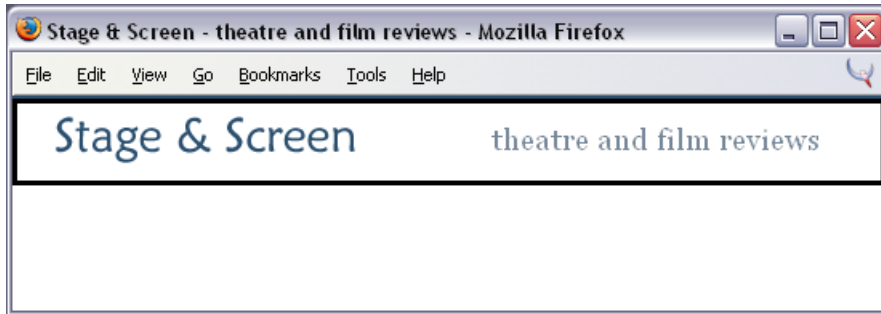 Stage & Screen - theatre and film reviews - Mozilla Firefox
File Edit View Go Bookmarks Tools Help
Stage & Screen theatre and film reviews